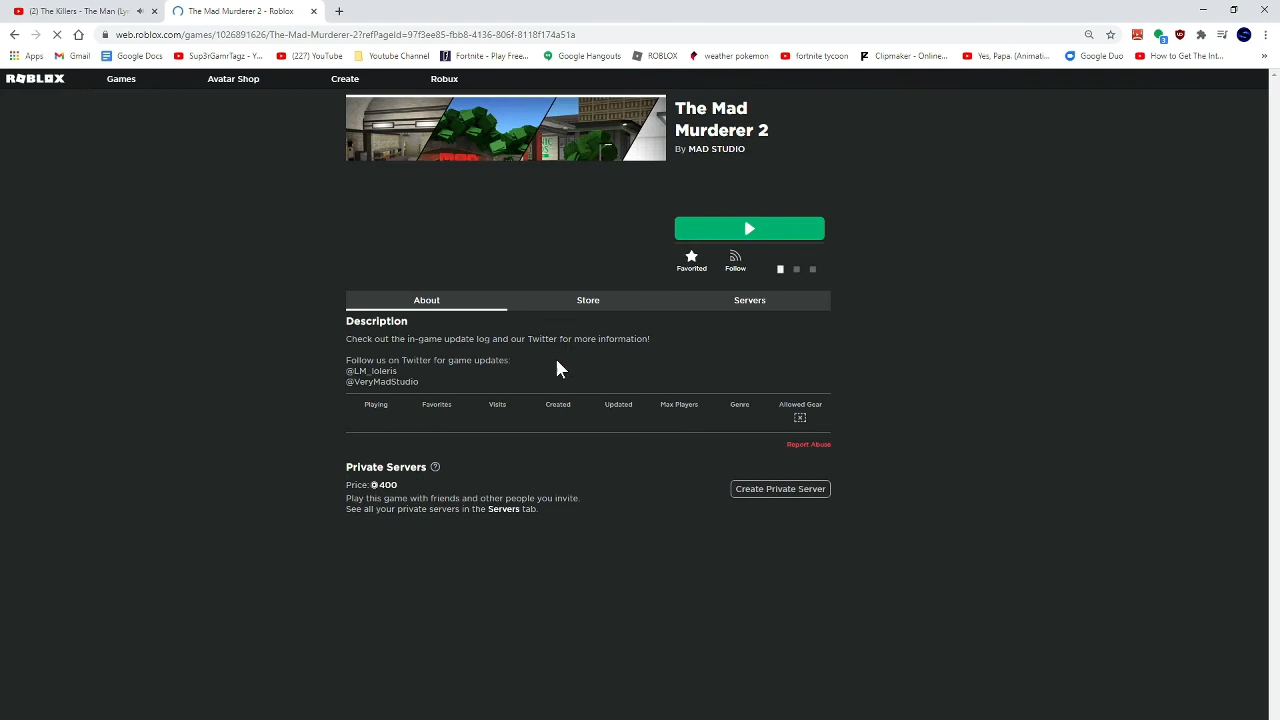 (2) The Killers - The Man (Lyr
The Mad Murderer 2 - Roblox
web.roblox.com/games/1026891626/The-Mad-Murderer-2?refPageId=97f3ee85-fbb8-4136-806f-8118f174a51a
Apps
Gmail
Google Docs
Sup3rGamrTagz - Y...
(227) YouTube
Youtube Channel
Fortnite - Play Free...
Google Hangouts
ROBLOX
weather pokemon
fortnite tycoon
Clipmaker - Online...
Yes, Papa. (Animati...
Google Duo
How to Get The Int...
ROBLOX
Games
Avatar Shop
Create
Robux
The Mad
Murderer 2
By MAD STUDIO
Favorited
Follow
About
Store
Servers
Description
Check out the in-game update log and our Twitter for more information!
Follow us on Twitter for game updates:
@LM_loleris
@VeryMadStudio
Playing
Favorites
Visits
Created
Updated
Max Players
Genre
Allowed Gear
Report Abuse
Private Servers
Price: 400
Create Private Server
Play this game with friends and other people you invite.
See all your private servers in the Servers tab.